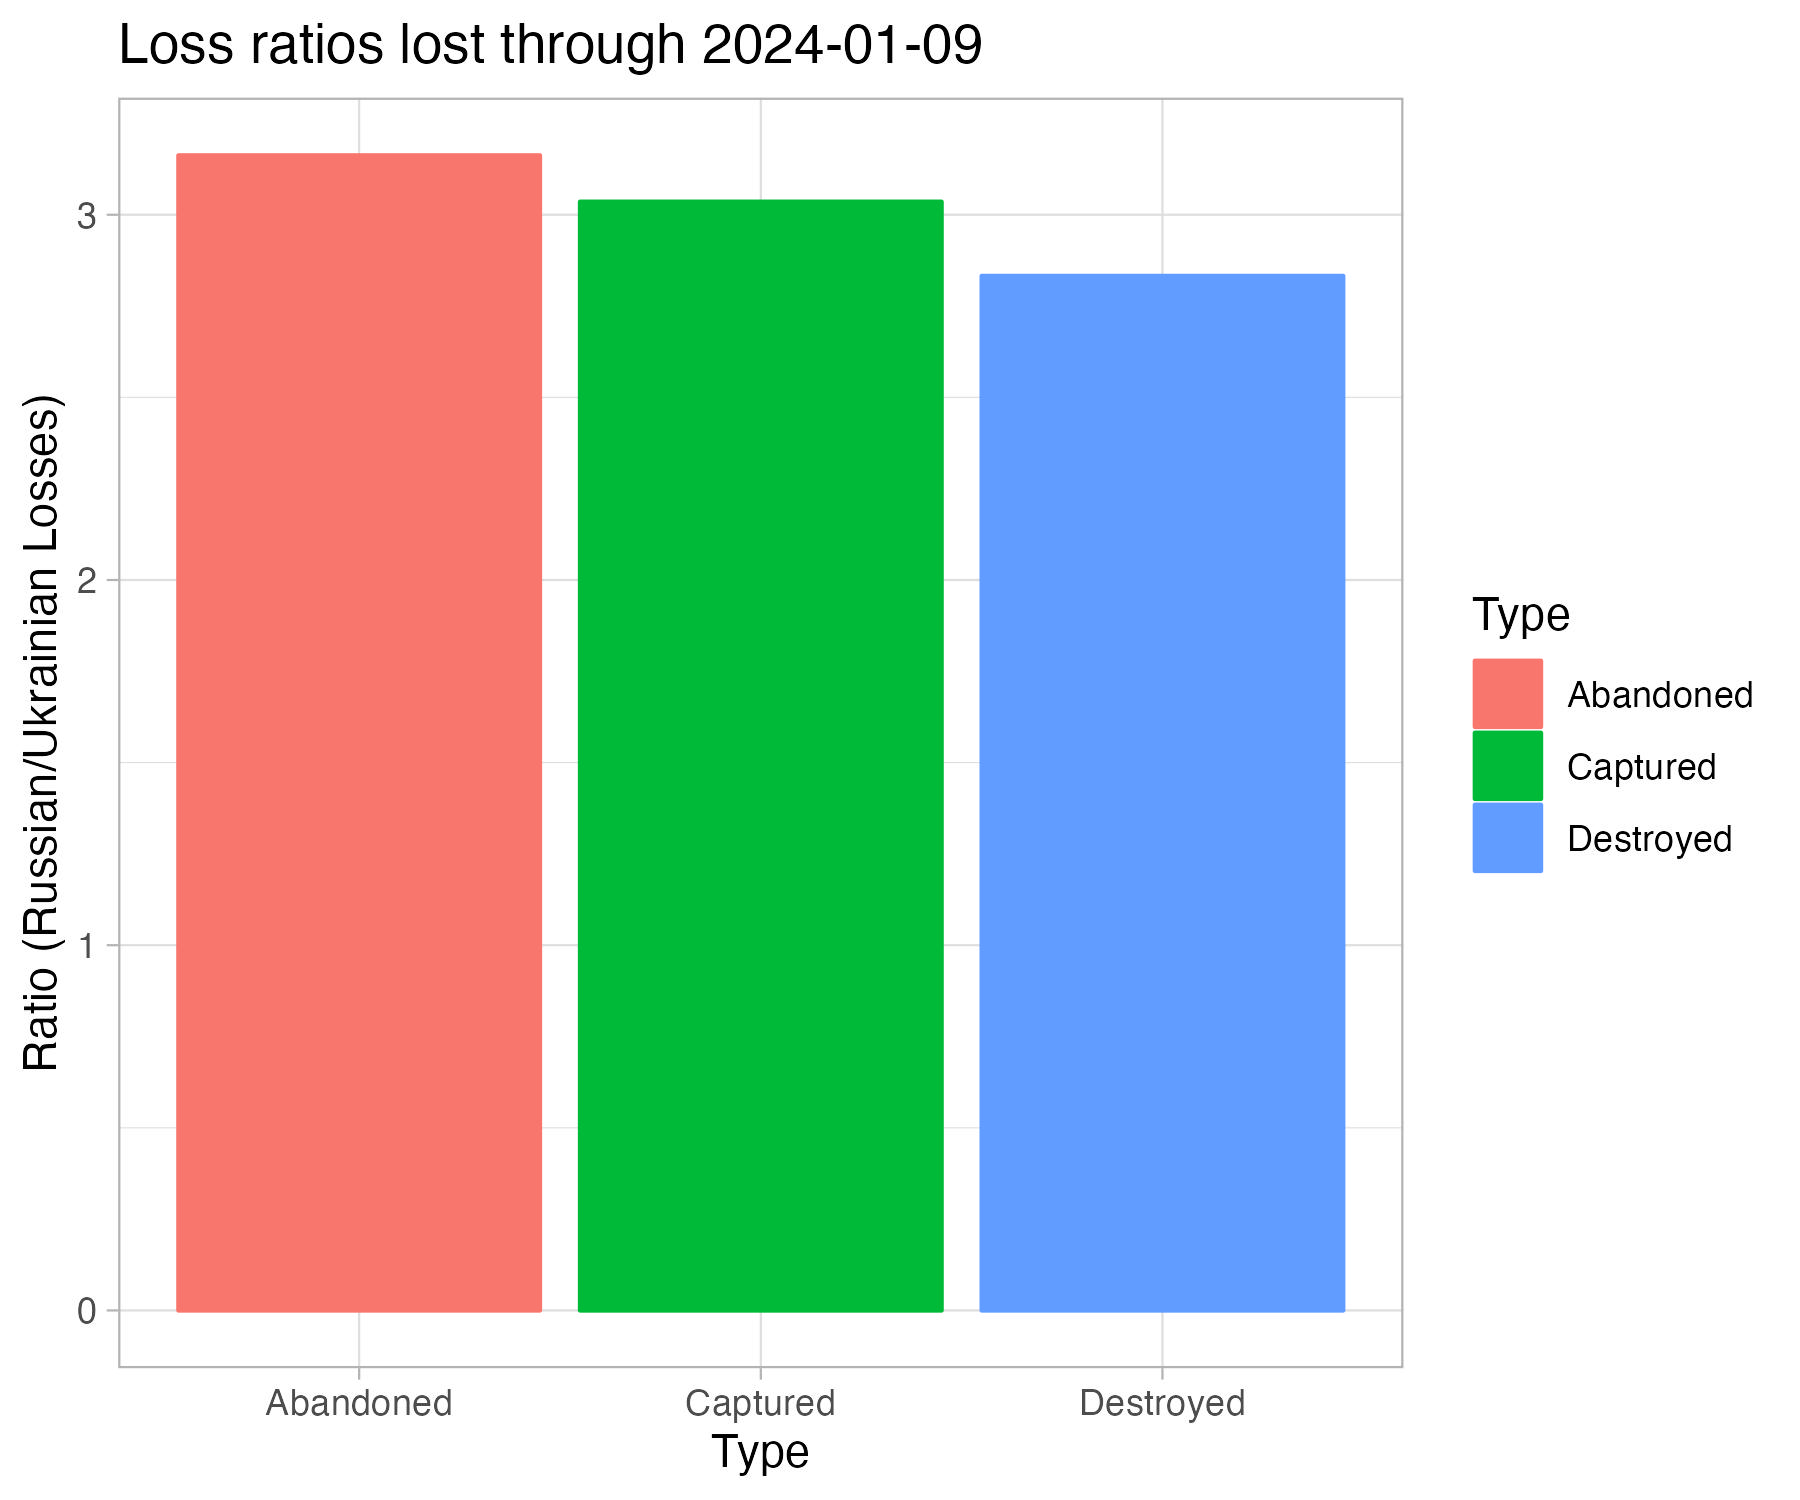 Loss ratios lost through 2024-01-09
Ratio (Russian/Ukrainian Losses)
3
2
1
0
Abandoned
Captured
Destroyed
Type
Type
Abandoned
Captured
Destroyed